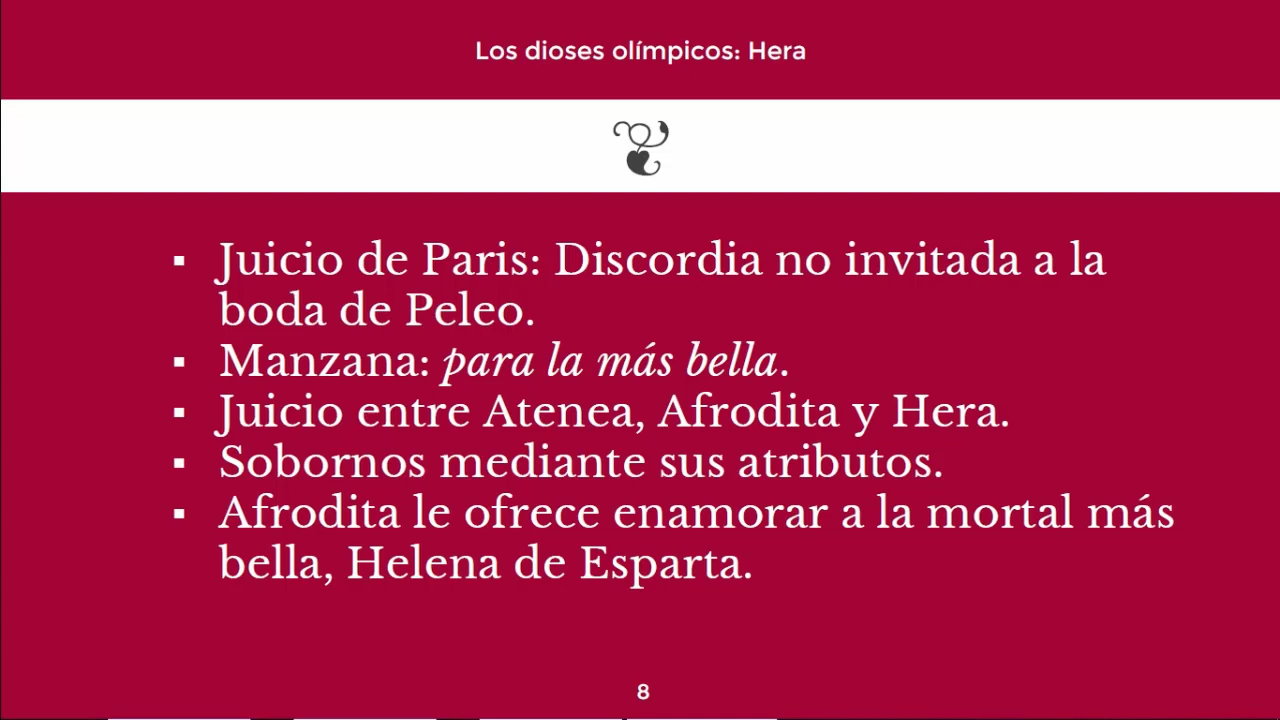 Los dioses olímpicos: Hera
▪ Juicio de Paris: Discordia no invitada a la
boda de Peleo.
▪ Manzana: para la más bella.
▪ Juicio entre Atenea, Afrodita y Hera.
▪ Sobornos mediante sus atributos.
▪ Afrodita le ofrece enamorar a la mortal más
bella, Helena de Esparta.
8